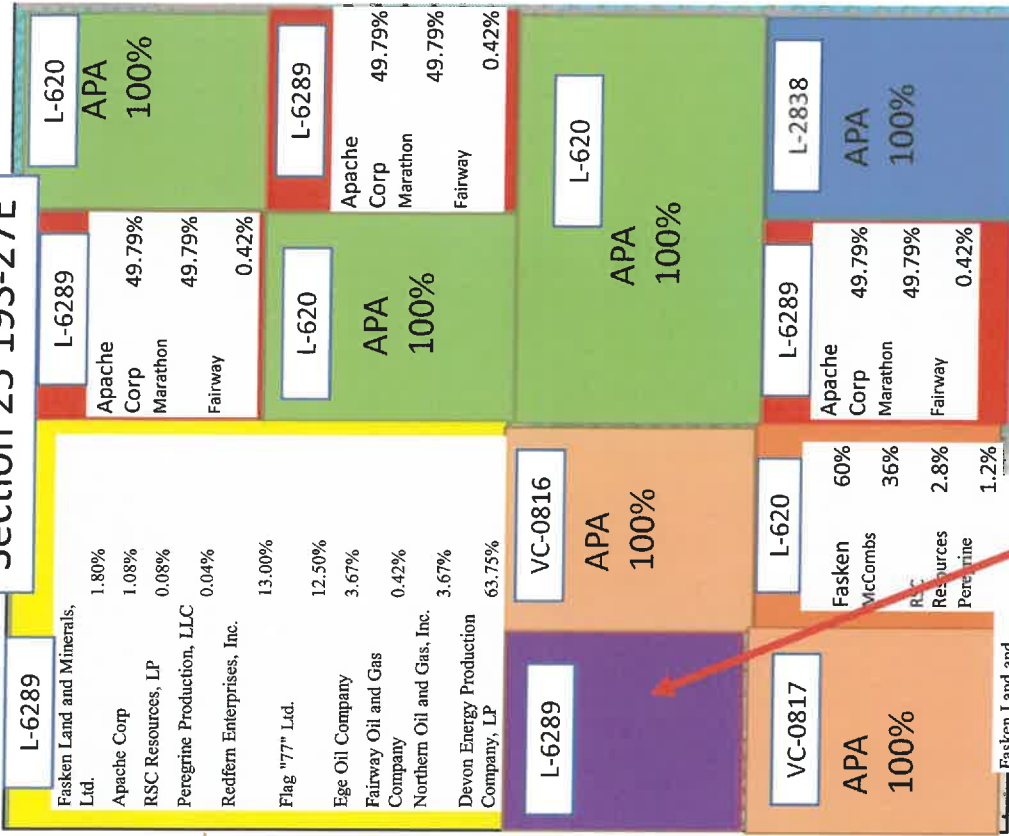 Section 25 19S-27E
L-6289
Fasken Land and Minerals,
Ltd. 1.80%
Apache Corp 1.08%
RSC Resources, LP 0.08%
Peregrine Production, LLC 0.04%
Redfern Enterprises, Inc. 13.00%
Flag "77" Ltd. 12.50%
Ege Oil Company 3.67%
Fairway Oil and Gas
Company 0.42%
Northern Oil and Gas, Inc. 3.67%
Devon Energy Production
Company, LP 63.75%
L-6289
Apache
Corp 49.79%
Marathon 49.79%
Fairway 0.42%
L-620
APA
100%
L-620
APA
100%
L-6289
Apache
Corp 49.79%
Marathon 49.79%
Fairway 0.42%
L-6289
VC-0816
APA
100%
L-620
APA
100%
VC-0817
APA
100%
L-620
Fasken 60%
McCombs 36%
RSC
Resources 2.8%
Peregrine 1.2%
L-6289
Apache
Corp 49.79%
Marathon 49.79%
Fairway 0.42%
L-2838
APA
100%
Fasken Land and